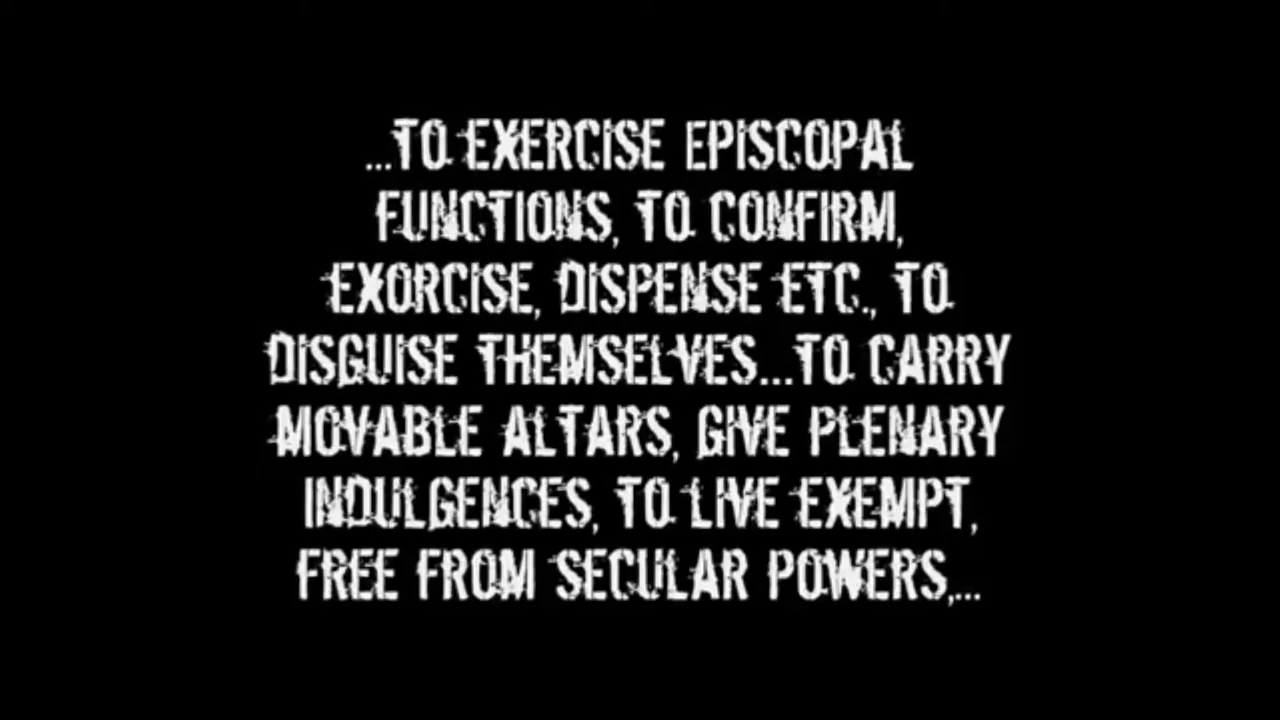 ...TO EXERCISE EPISCOPAL
FUNCTIONS, TO CONFIRM,
EXORCISE, DISPENSE ETC., TO
DISGUISE THEMSELVES...TO CARRY
MOVABLE ALTARS, GIVE PLENARY
INDULGENCES, TO LIVE EXEMPT,
FREE FROM SECULAR POWERS,...